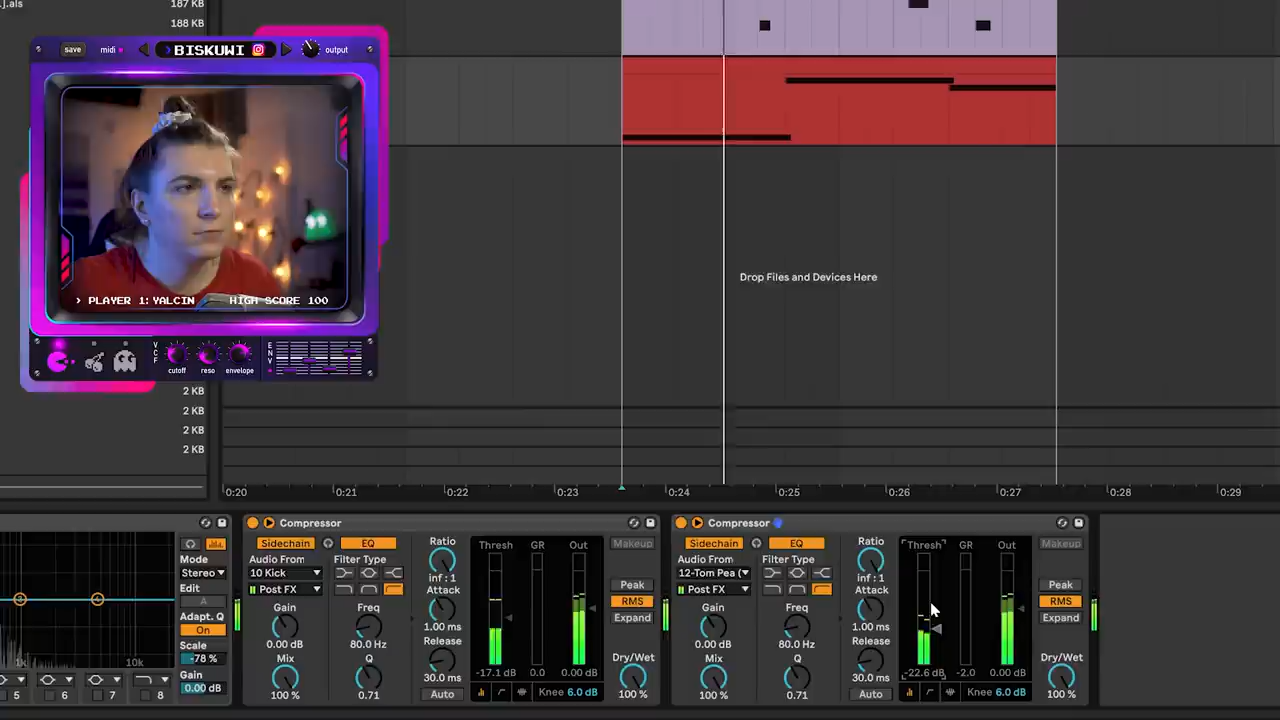 j.als
187 KB
188 KB
save
midi
BISKUWI
output
› PLAYER 1: YALCIN
HIGH SCORE 100
VCF
cutoff
reso
envelope
ENV
Drop Files and Devices Here
2 KB
2 KB
2 KB
2 KB
0:20
0:21
0:22
0:23
0:24
0:25
0:26
0:27
0:28
0:29
Mode
Stereo
Edit
A
Adapt. Q
On
Scale
-78 %
Gain
0.00 dB
1k
10k
5
6
7
8
Compressor
Sidechain
EQ
Audio From
Filter Type
10 Kick
Post FX
Gain
Freq
0.00 dB
80.0 Hz
Mix
Q
100 %
0.71
Ratio
inf : 1
Attack
1.00 ms
Release
30.0 ms
Auto
Thresh
GR
Out
-17.1 dB
0.0
0.00 dB
Knee 6.0 dB
Makeup
Peak
RMS
Expand
Dry/Wet
100 %
Compressor
Sidechain
EQ
Audio From
Filter Type
12-Tom Pea (
Post FX
Gain
Freq
0.00 dB
80.0 Hz
Mix
Q
100 %
0.71
Ratio
inf : 1
Attack
1.00 ms
Release
30.0 ms
Auto
Thresh
GR
Out
-22.6 dB
-2.0
0.00 dB
Knee 6.0 dB
Makeup
Peak
RMS
Expand
Dry/Wet
100 %